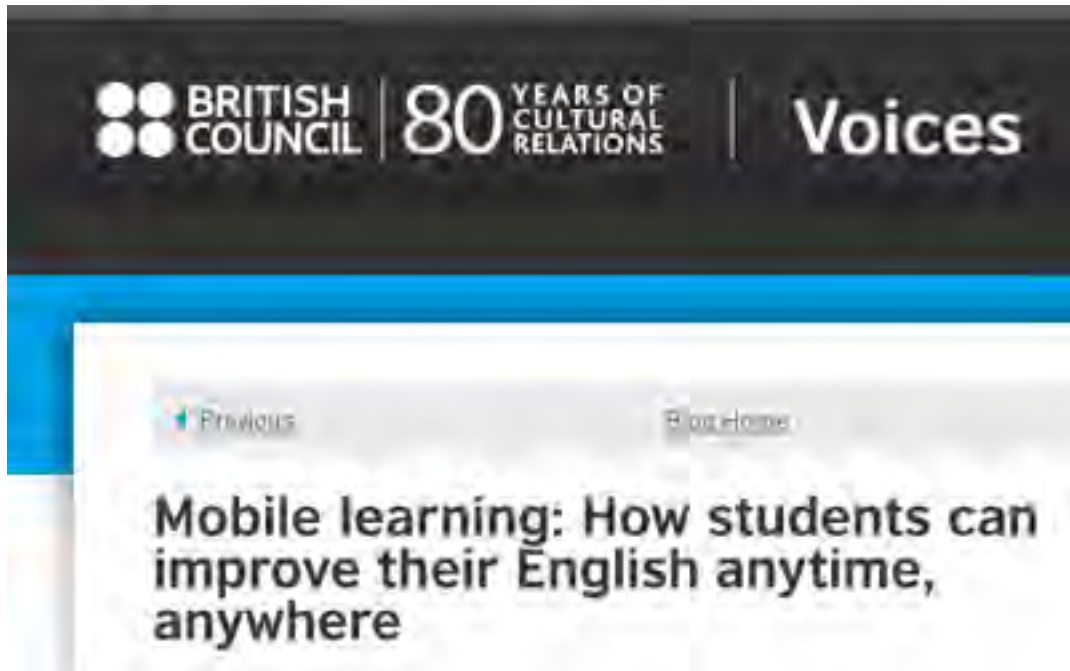 BRITISH COUNCIL
80 YEARS OF CULTURAL RELATIONS
Voices
Previous
Blog Home
Mobile learning: How students can
improve their English anytime,
anywhere